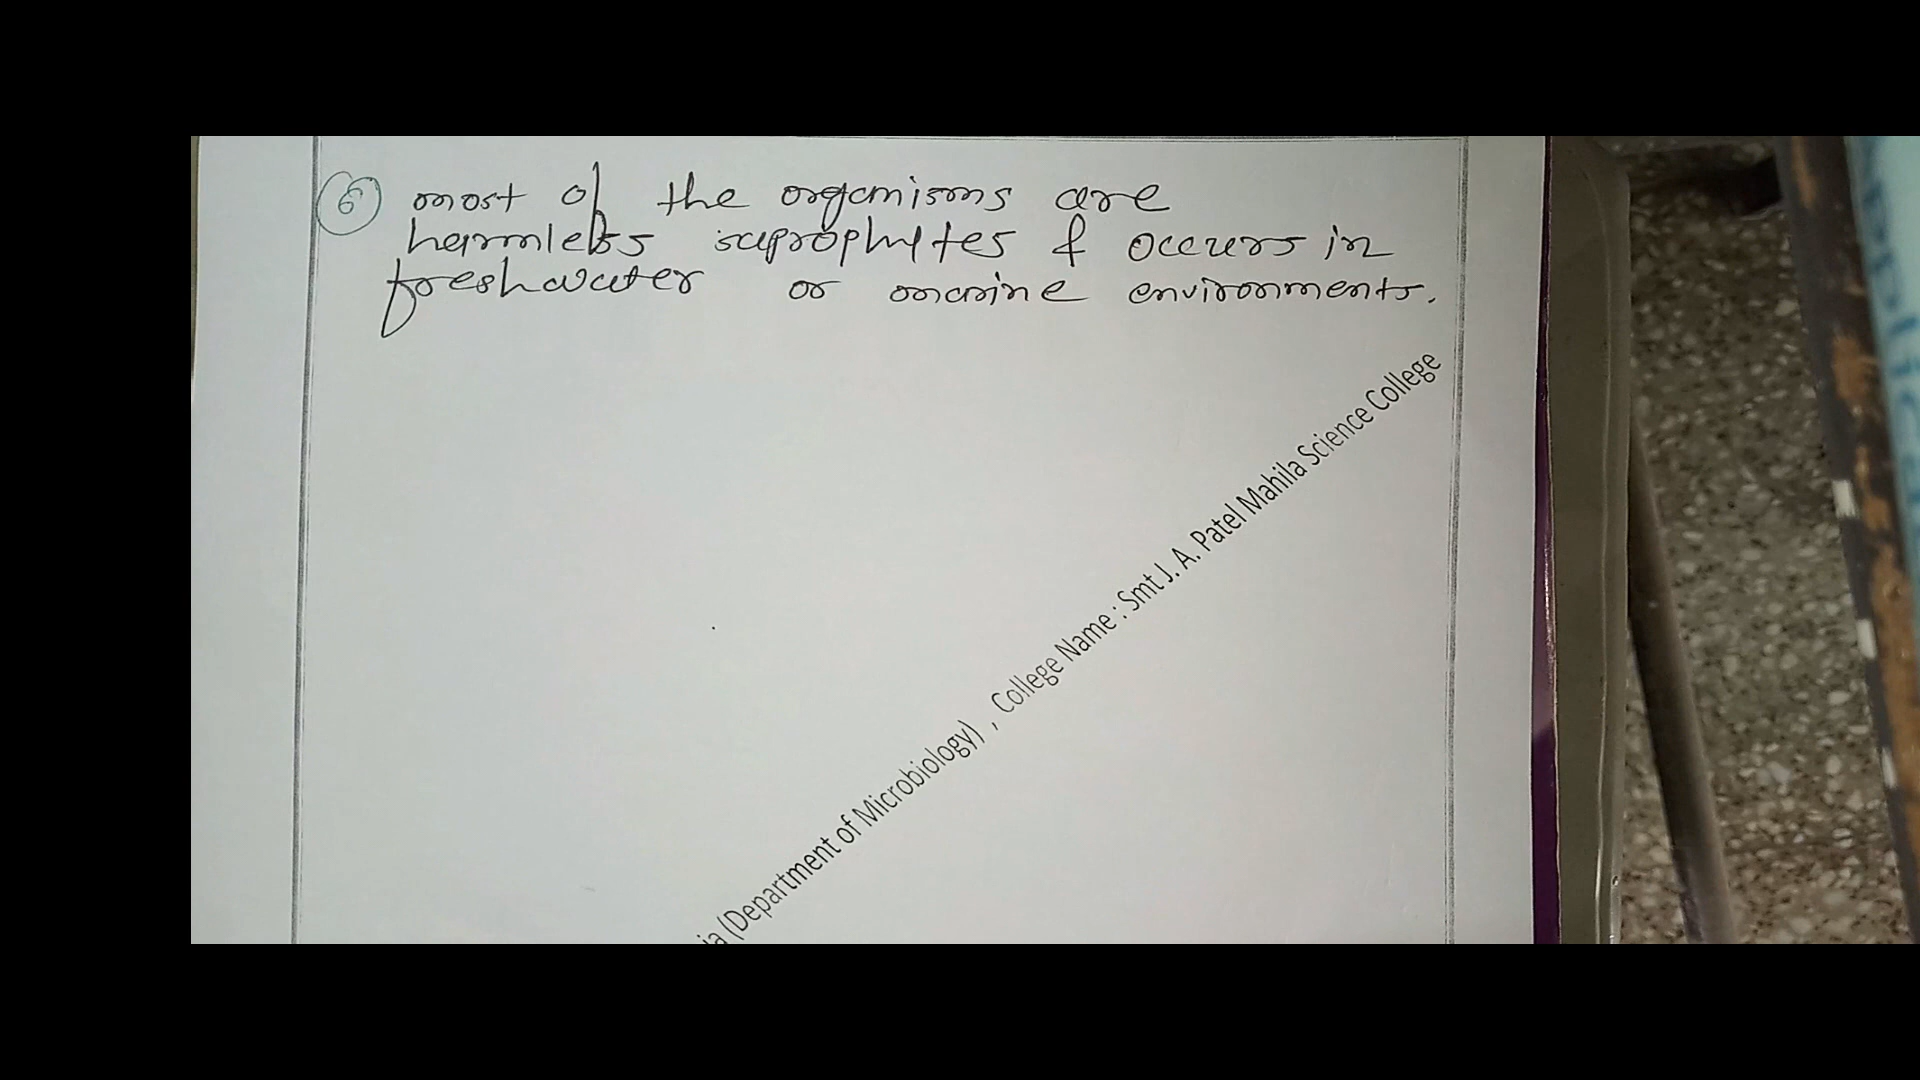 6 most of the organisms are
harmless saprophytes & occurs in
freshwater or marine environments.
(Department of Microbiology) , College Name : Smt J. A. Patel Mahila Science College